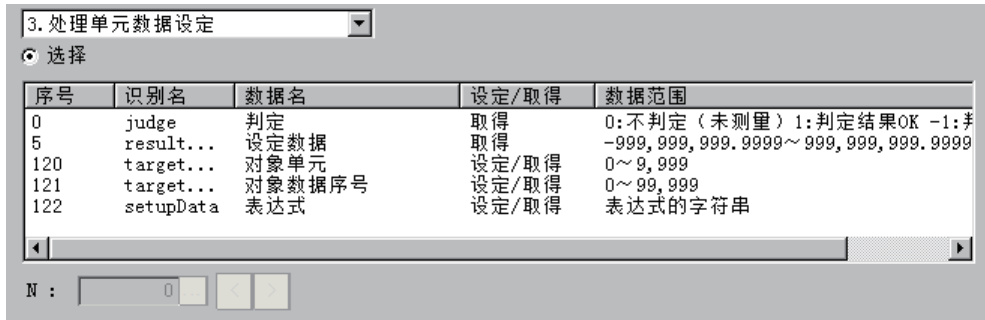 3.处理单元数据设定
选择
序号 识别名 数据名 设定/取得 数据范围
0 judge 判定 取得 0:不判定（未测量）1:判定结果OK -1:
5 result... 设定数据 取得 -999,999,999.9999～999,999,999.9999
120 target... 对象单元 设定/取得 0～9,999
121 target... 对象数据序号 设定/取得 0～99,999
122 setupData 表达式 设定/取得 表达式的字符串
N : 0 ... < >